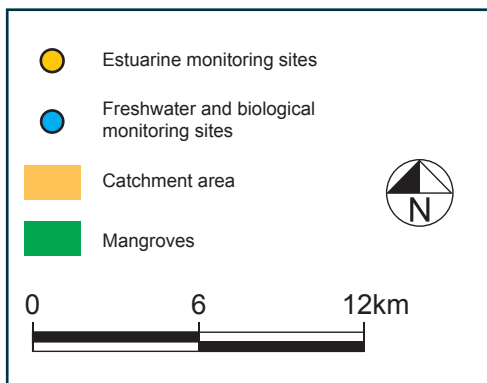 Estuarine monitoring sites
Freshwater and biological
monitoring sites
Catchment area
N
Mangroves
0 6 12km